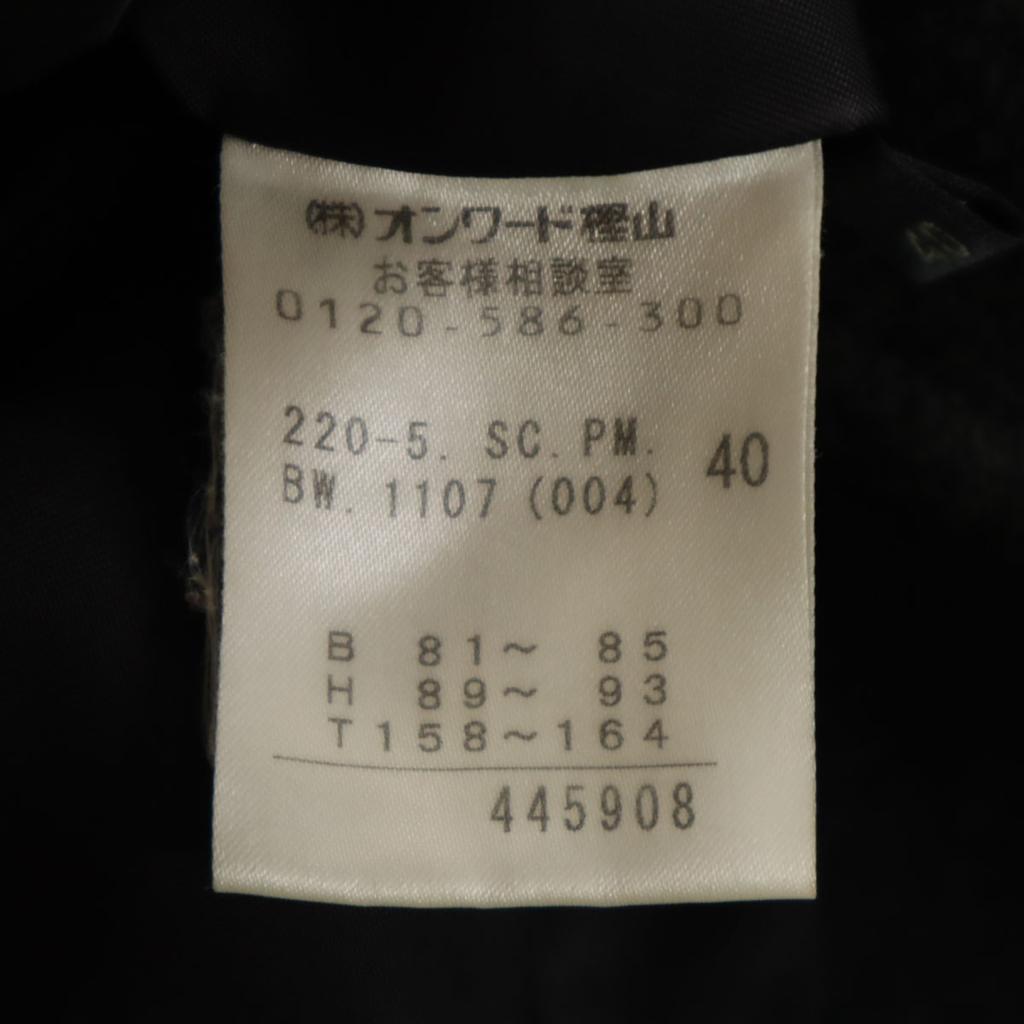 (株)オンワード樫山
お客様相談室
0120-586-300
220-5. SC. PM.
BW. 1107 (004)
40
B 81~ 85
H 89~ 93
T158~164
445908